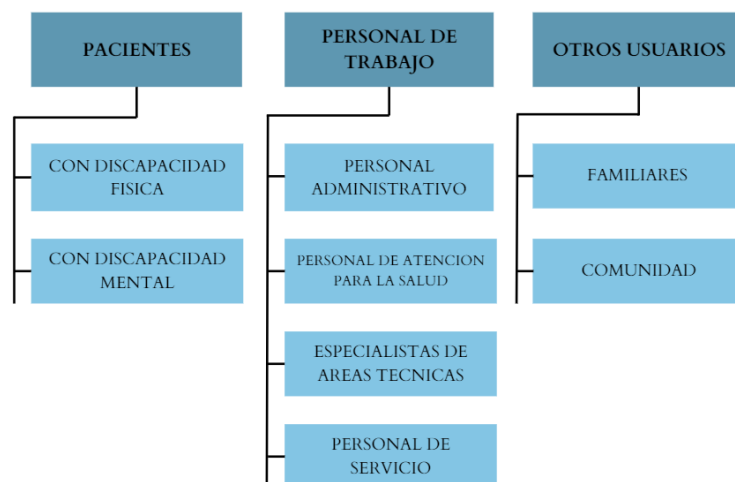 PACIENTES
CON DISCAPACIDAD
FISICA
CON DISCAPACIDAD
MENTAL
PERSONAL DE
TRABAJO
PERSONAL
ADMINISTRATIVO
PERSONAL DE ATENCION
PARA LA SALUD
ESPECIALISTAS DE
AREAS TECNICAS
PERSONAL DE
SERVICIO
OTROS USUARIOS
FAMILIARES
COMUNIDAD